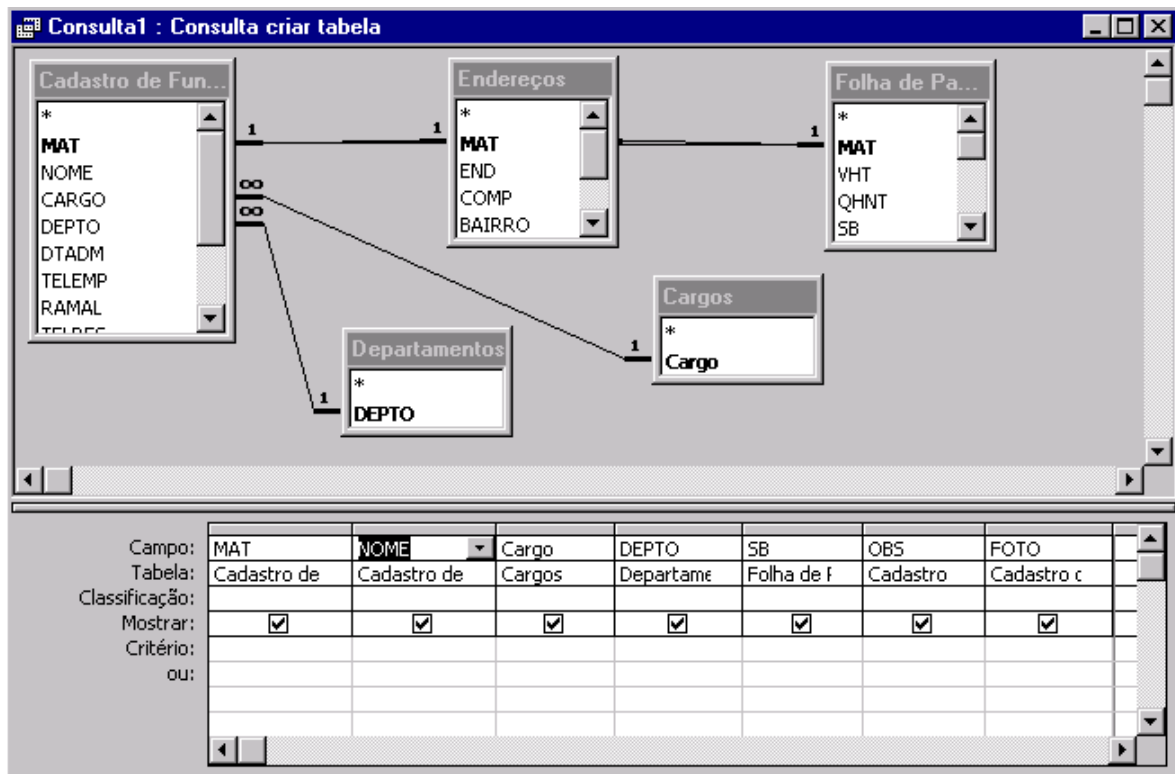 Consulta1 : Consulta criar tabela
Cadastro de Fun...
*
MAT
NOME
CARGO
DEPTO
DTADM
TELEMP
RAMAL
1
∞
∞
Endereços
*
MAT
END
COMP
BAIRRO
1
Folha de Pa...
*
MAT
VHT
QHNT
SB
1
Departamentos
*
DEPTO
1
Cargos
*
Cargo
1
Campo: MAT NOME Cargo DEPTO SB OBS FOTO
Tabela: Cadastro de Cadastro de Cargos Departame Folha de Cadastro Cadastro
Classificação:
Mostrar:
Critério:
ou: